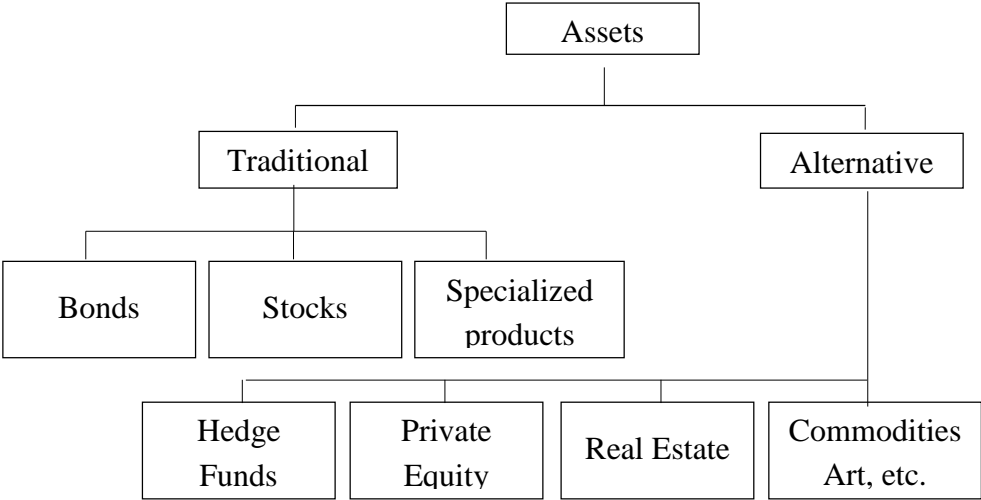 Assets
Traditional
Alternative
Bonds
Stocks
Specialized
products
Hedge
Funds
Private
Equity
Real Estate
Commodities
Art, etc.